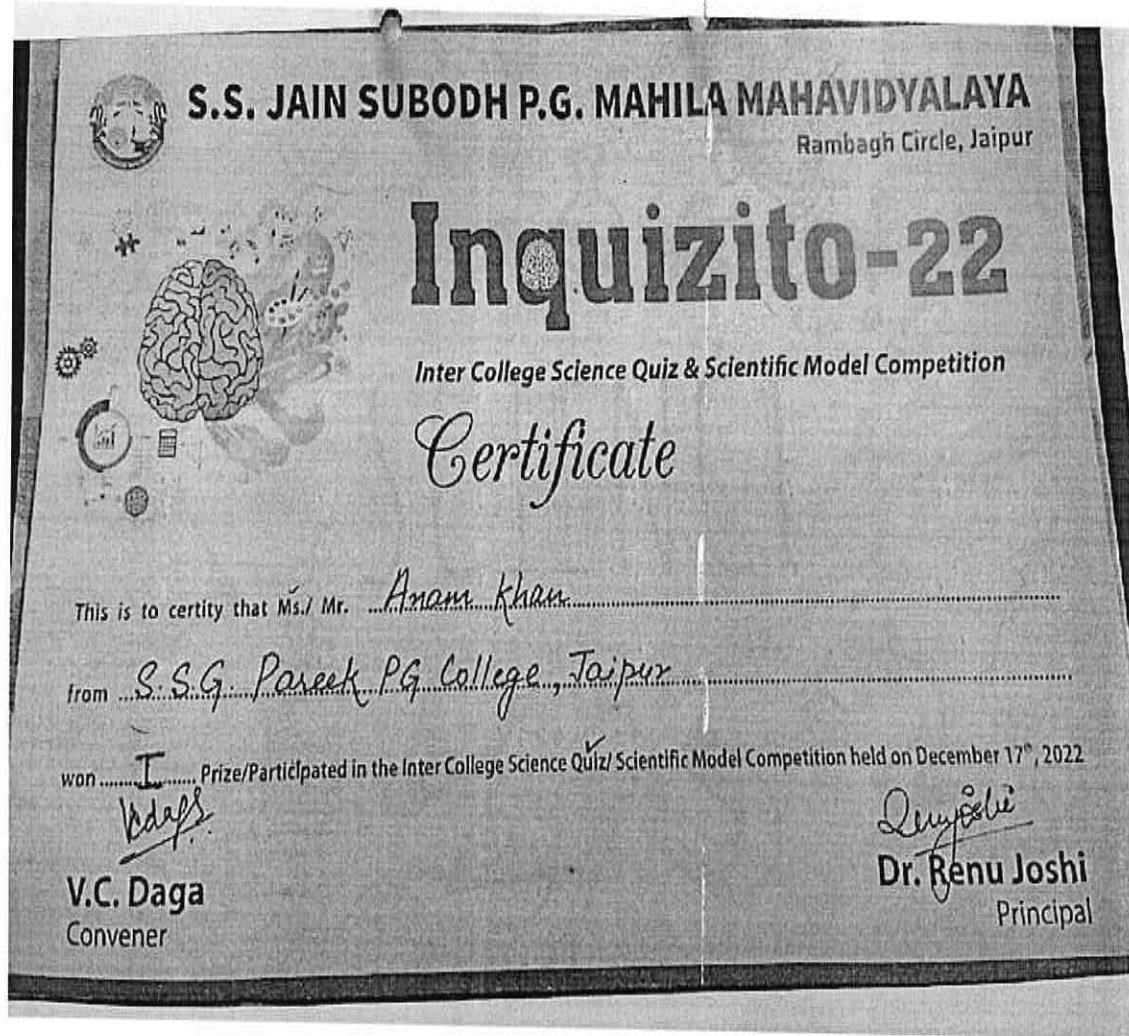 S.S. JAIN SUBODH P.G. MAHILA MAHAVIDYALAYA
Rambagh Circle, Jaipur
Inquizito-22
Inter College Science Quiz & Scientific Model Competition
Certificate
This is to certity that Ms./ Mr. Anam Khan
from S.S.G. Pareek PG College, Jaipur
won I Prize/Participated in the Inter College Science Quiz/ Scientific Model Competition held on December 17th, 2022
Renu Joshi
V.C. Daga
Dr. Renu Joshi
Convener
Principal